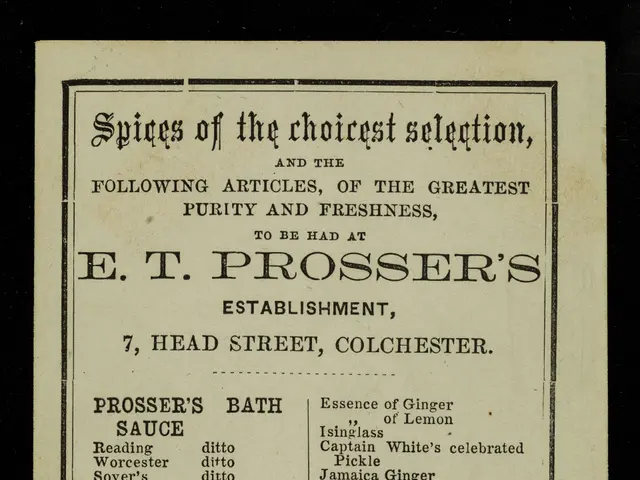 Spices of the choicest selection,
AND THE
FOLLOWING ARTICLES, OF THE GREATEST
PURITY AND FRESHNESS,
TO BE HAD AT
E. T. PROSSER'S
ESTABLISHMENT,
7, HEAD STREET, COLCHESTER.
PROSSER'S BATH
SAUCE
Reading ditto
Worcester ditto
Soyer's ditto
Essence of Ginger
„ of Lemon
Isinglass
Captain White's celebrated
Pickle
Jamaica Ginger